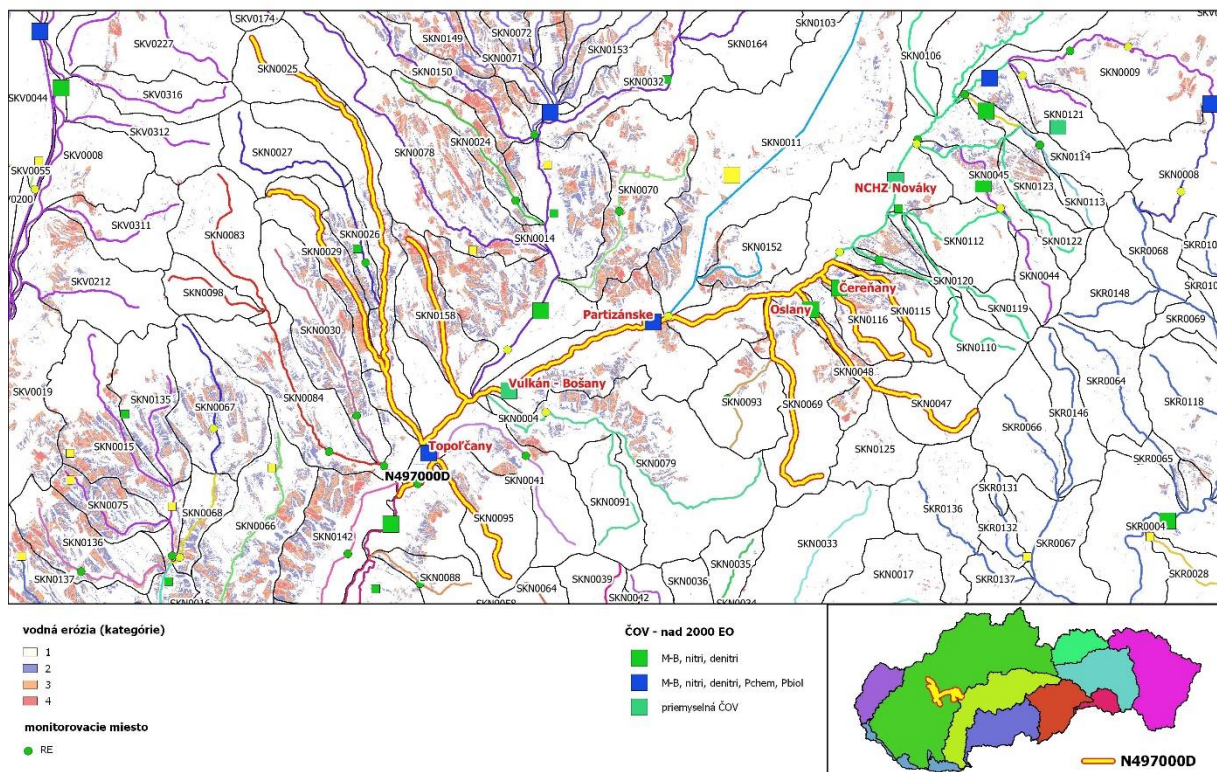 SKV0174
SKN0072
SKN0103
SKV0227
SKN0149
SKN0153
SKN0164
SKN0071
SKN0106
SKN0025
SKN0150
SKN0032
SKN0009
SKV0044
SKV0316
SKN0121
SKV0312
SKN0024
SKN0011
SKV0008
SKN0078
SKN0114
SKN0027
SKV0055
SKN0045
SKN0008
NCHZ Nováky
SKN0123
V0200
SKN0070
SKN0113
SKV0311
SKN0083
SKN0026
SKN0014
SKN0112
SKN0122
SKN0029
SKN0152
SKR0068
SKV0212
SKN0044
SKN0120
SKN0098
Čereňany
SKR0148
Partizánske
Oslany
SKN0115
SKN0119
SKN0158
SKN0116
SKR0069
SKN0030
SKN0110
SKN0048
SKR0064
Vulkán - Bošany
SKV0019
SKN0084
SKN0093
SKN0135
SKN0067
SKN0069
SKN0047
SKR0118
SKN0004
SKR0146
SKR0066
SKN0015
Topoľčany
SKN0125
SKN0079
SKR0065
N497000D
SKN0041
SKR0131
SKN0075
SKN0091
SKN0068
SKR0136
SKN0095
SKR0132
SKR0004
SKN0066
SKN0136
SKN0142
SKN0033
SKR0067
SKN0035
SKN0137
SKN0088
SKN0039
SKN0036
SKN0017
SKR0137
SKR0028
SKN0064
SKN0042
vodná erózia (kategórie)
1
2
3
4
monitorovacie miesto
RE
ČOV - nad 2000 EO
M-B, nitri, denitri
M-B, nitri, denitri, Pchem, Pbiol
priemyselná ČOV
N497000D